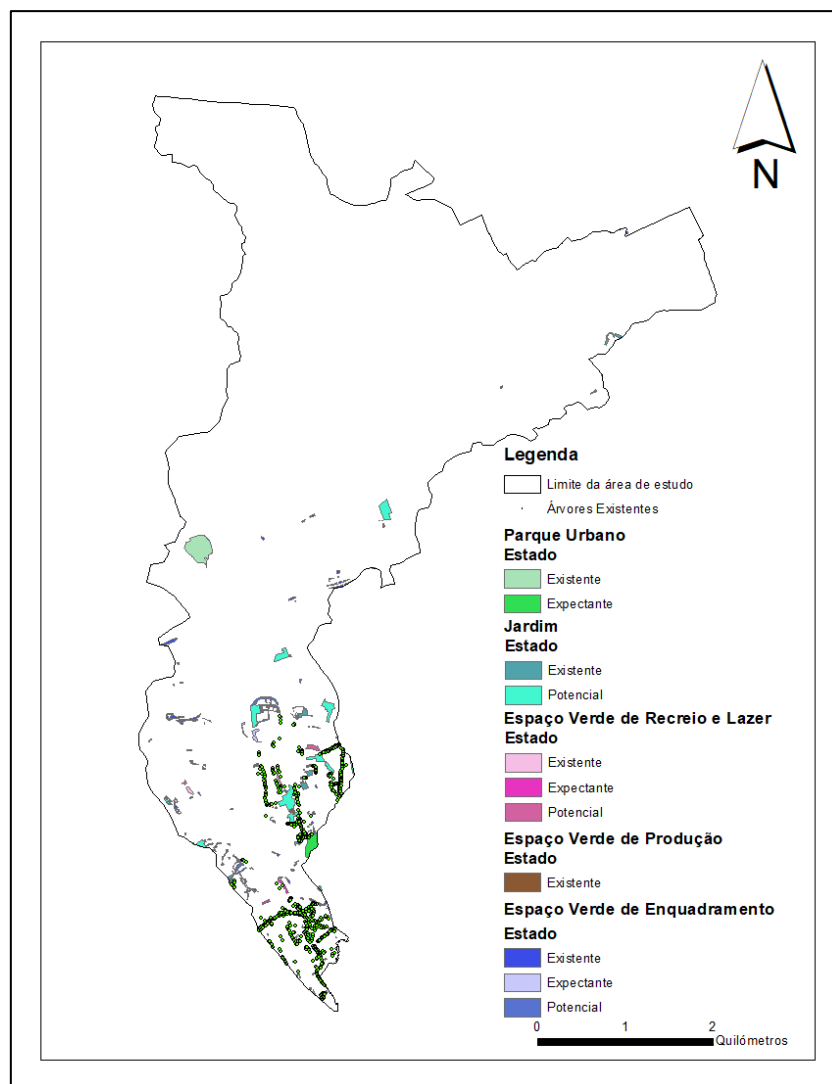 N
Legenda
Limite da área de estudo
Árvores Existentes
Parque Urbano
Estado
Existente
Expectante
Jardim
Estado
Existente
Potencial
Espaço Verde de Recreio e Lazer
Estado
Existente
Expectante
Potencial
Espaço Verde de Produção
Estado
Existente
Espaço Verde de Enquadramento
Estado
Existente
Expectante
Potencial
0 1 2
Quilómetros